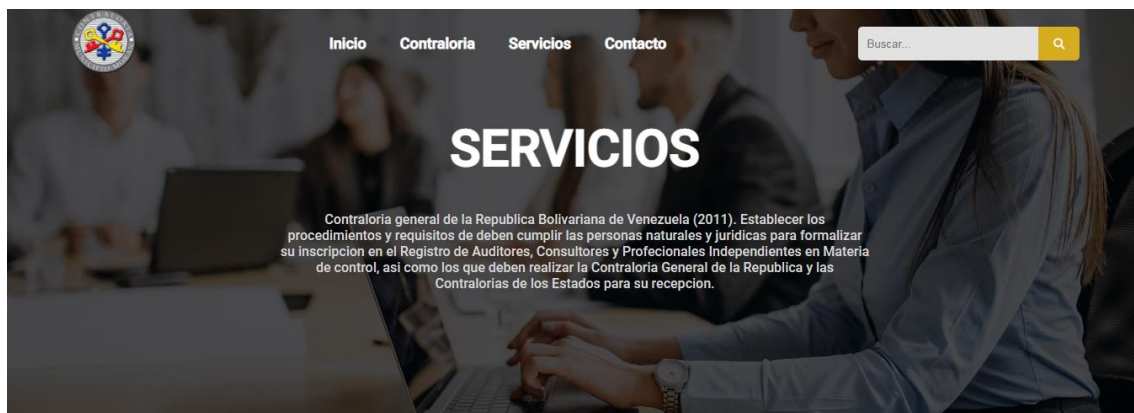 Inicio Contraloria Servicios Contacto Buscar...
SERVICIOS
Contraloria general de la Republica Bolivariana de Venezuela (2011). Establecer los
procedimientos y requisitos de deben cumplir las personas naturales y juridicas para formalizar
su inscripcion en el Registro de Auditores, Consultores y Profecionales Independientes en Materia
de control, asi como los que deben realizar la Contraloria General de la Republica y las
Contralorias de los Estados para su recepcion.